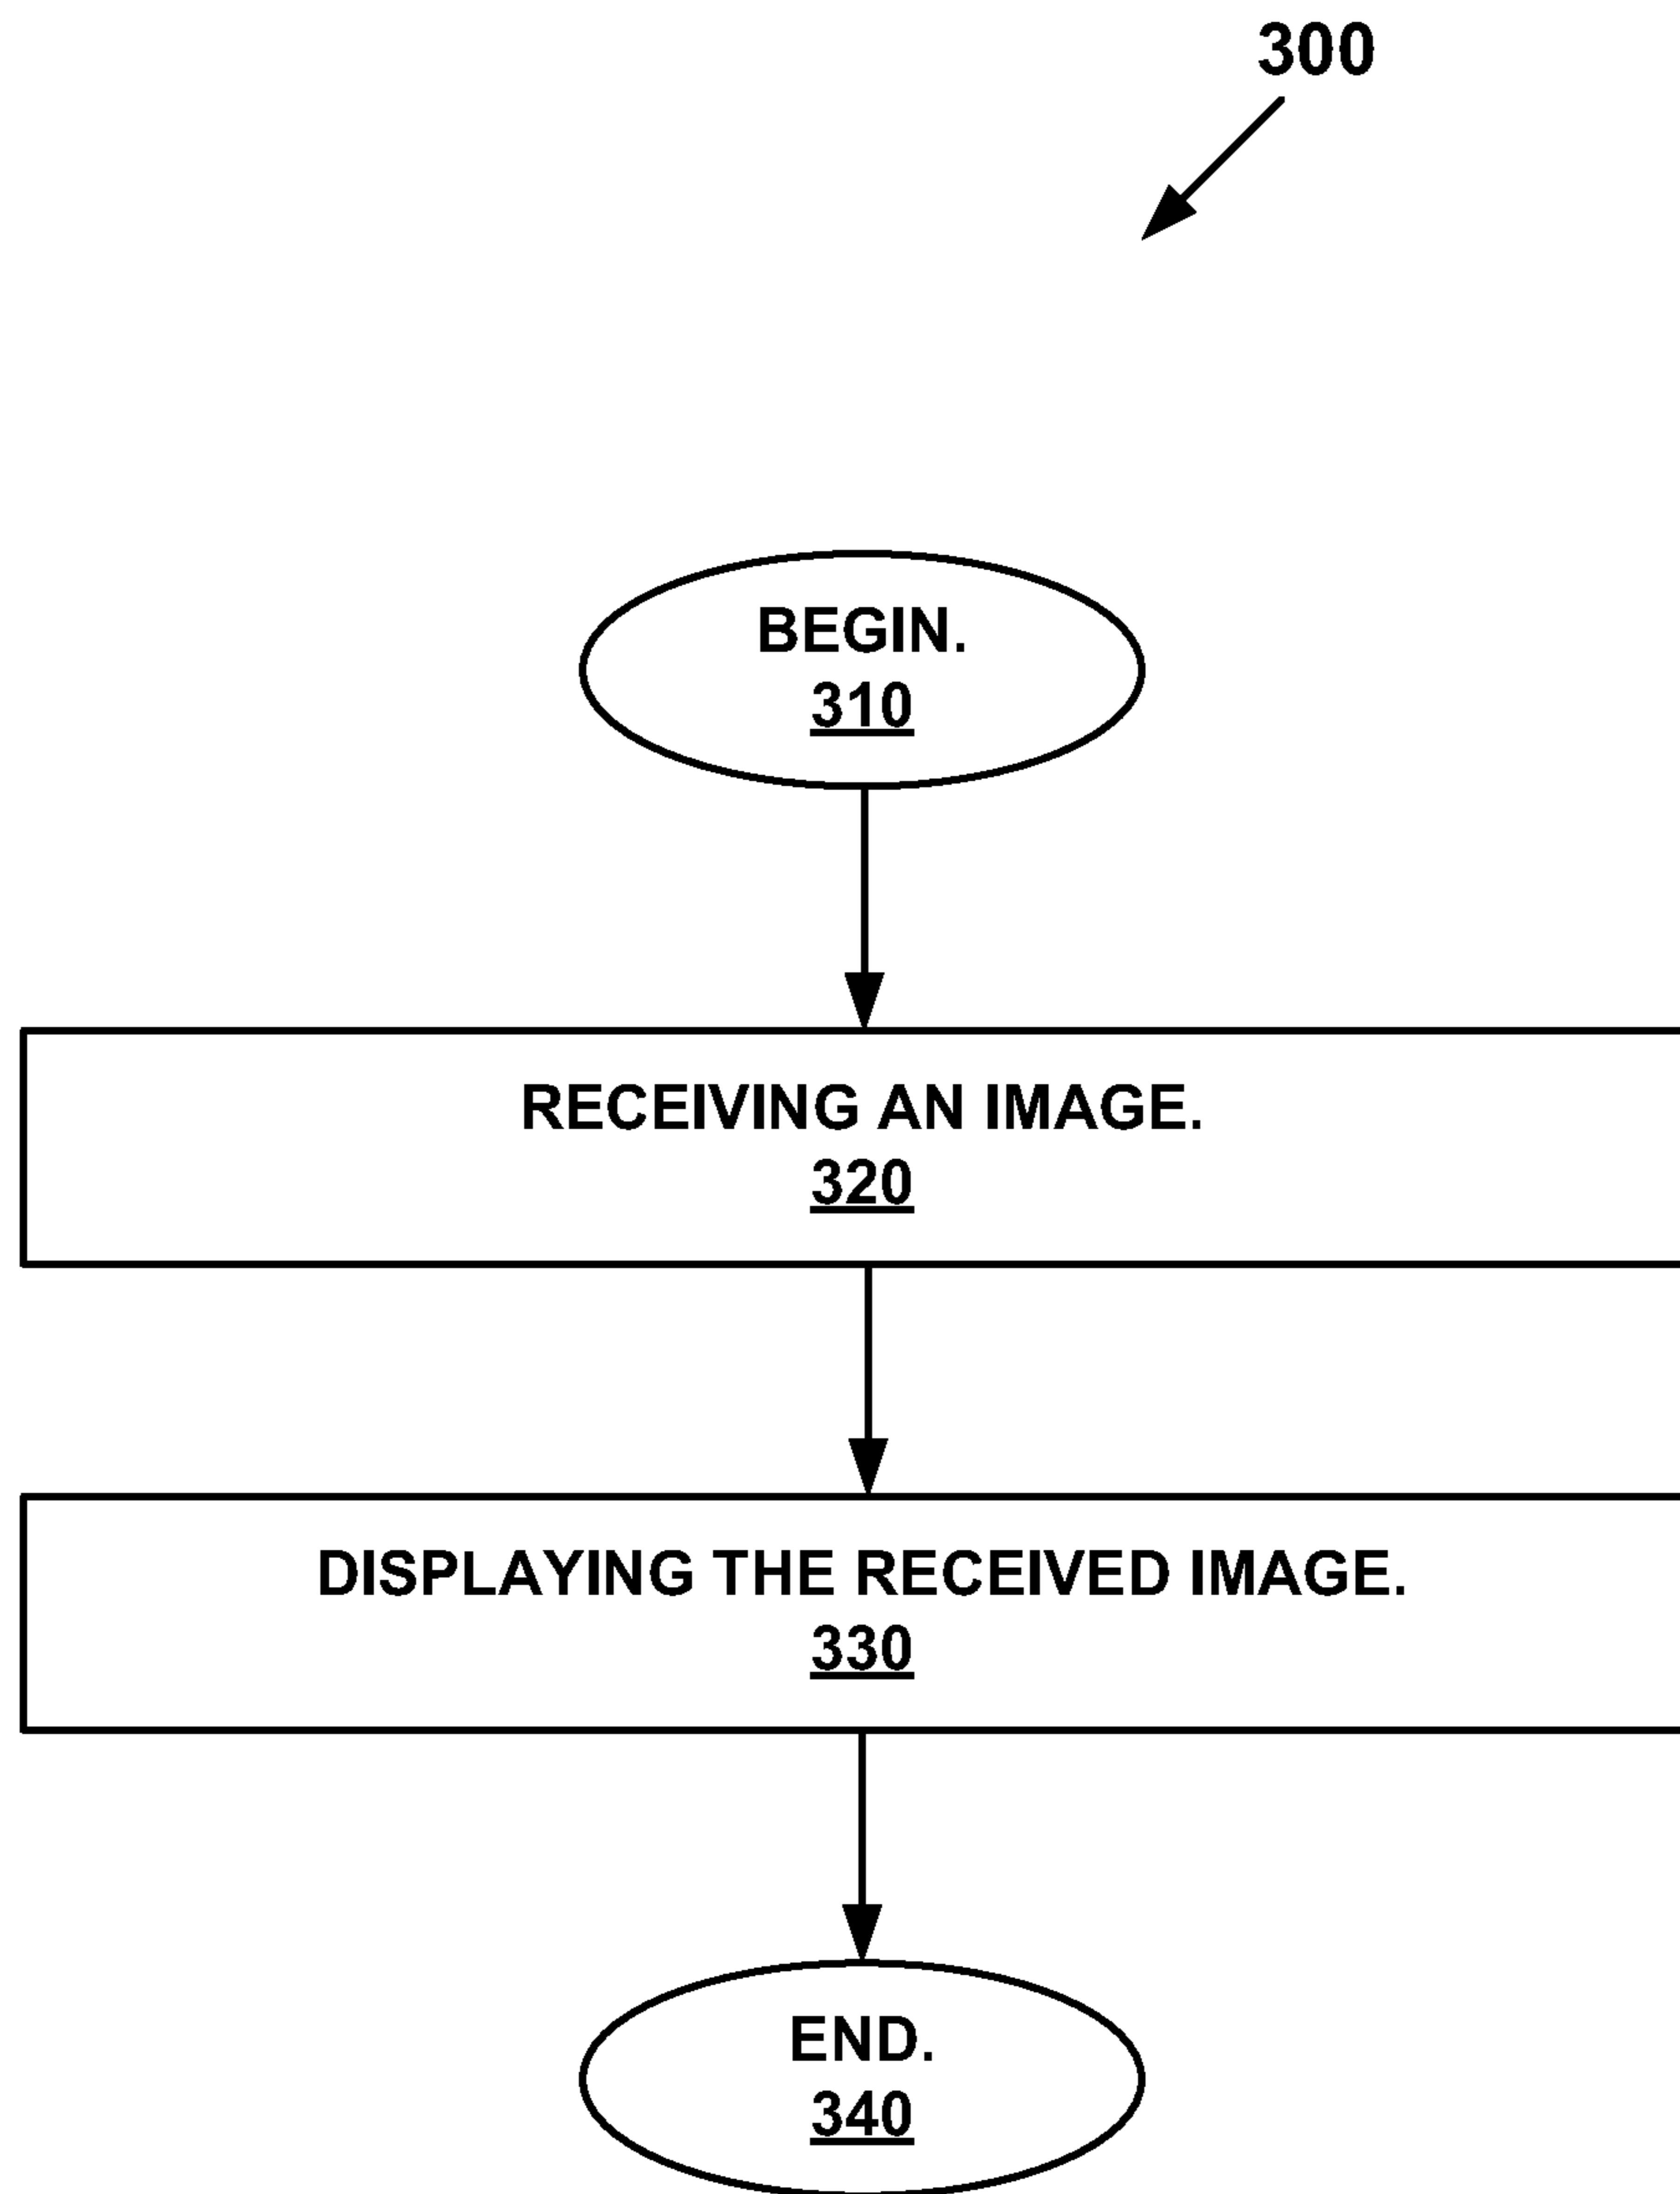 300
BEGIN.
310
RECEIVING AN IMAGE.
320
DISPLAYING THE RECEIVED IMAGE.
330
END.
340